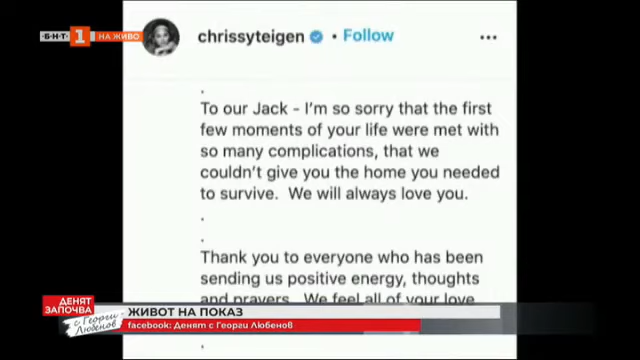 БНТ 1 НА ЖИВО
chrissyteigen • Follow
.
To our Jack - I'm so sorry that the first
few moments of your life were met with
so many complications, that we
couldn't give you the home you needed
to survive. We will always love you.
.
.
Thank you to everyone who has been
sending us positive energy, thoughts
and prayers. We feel all of your love
.
ДЕНЯТ
ЗАПОЧВА
с Георги
Любенов
ЖИВОТ НА ПОКАЗ
facebook: Денят с Георги Любенов